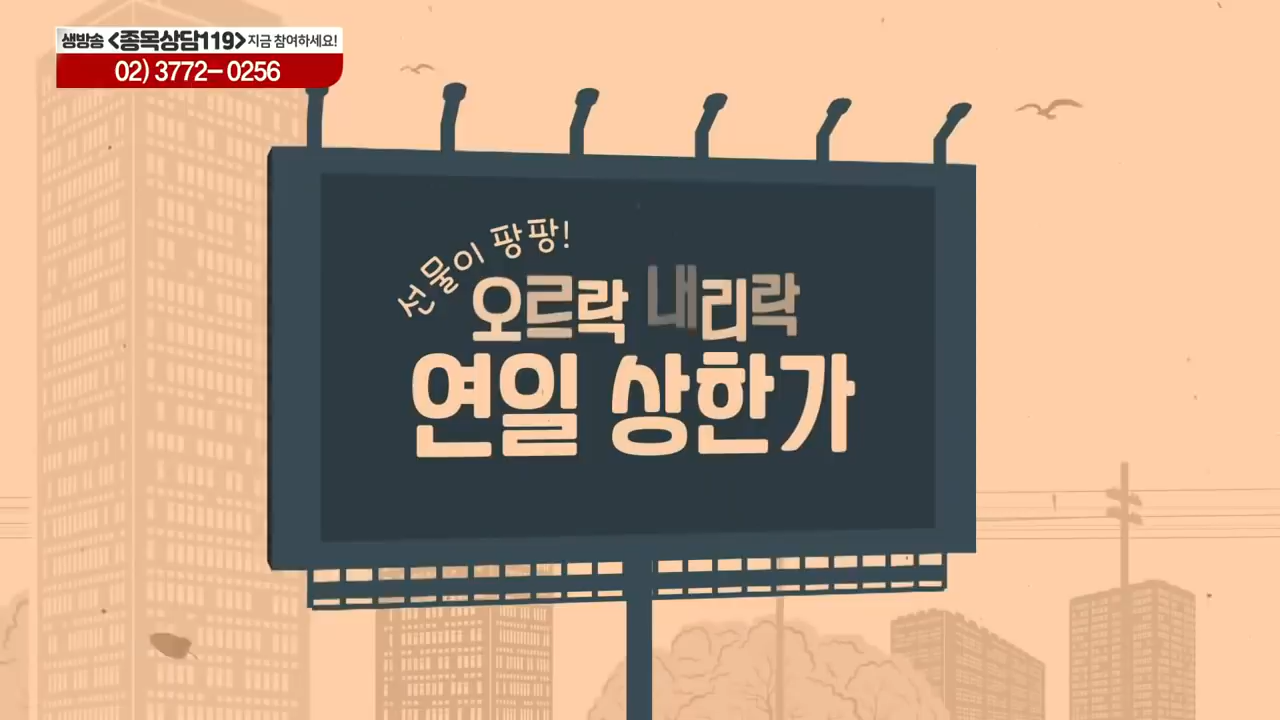 생방송 <종목상담119> 지금 참여하세요!
02) 3772-0256
선물이 팡팡!
오르락 내리락
연일 상한가